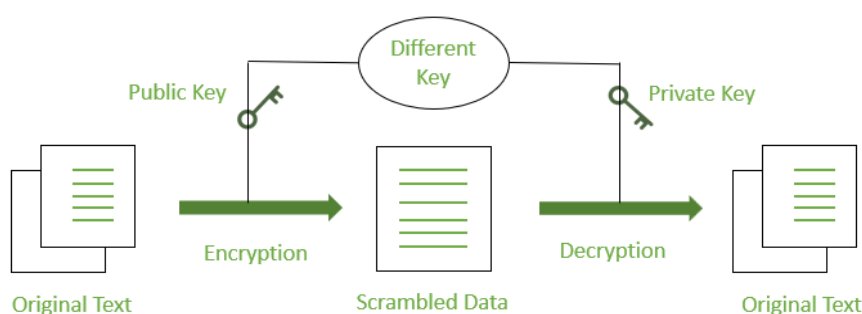 Different
Key
Public Key
Private Key
Encryption
Decryption
Original Text
Scrambled Data
Original Text